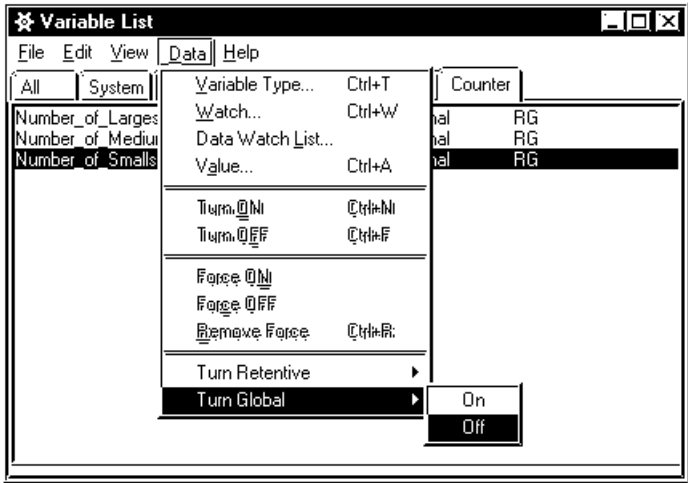 Variable List
File Edit View Data Help
All System Counter
Number_of_Larges nal RG
Number_of_Mediu nal RG
Number_of_Smalls nal RG
Variable Type... Ctrl+T
Watch... Ctrl+W
Data Watch List...
Value... Ctrl+A
Turn ON Ctrl+N
Turn OFF Ctrl+F
Force ON
Force OFF
Remove Force Ctrl+R
Turn Retentive
Turn Global
On
Off